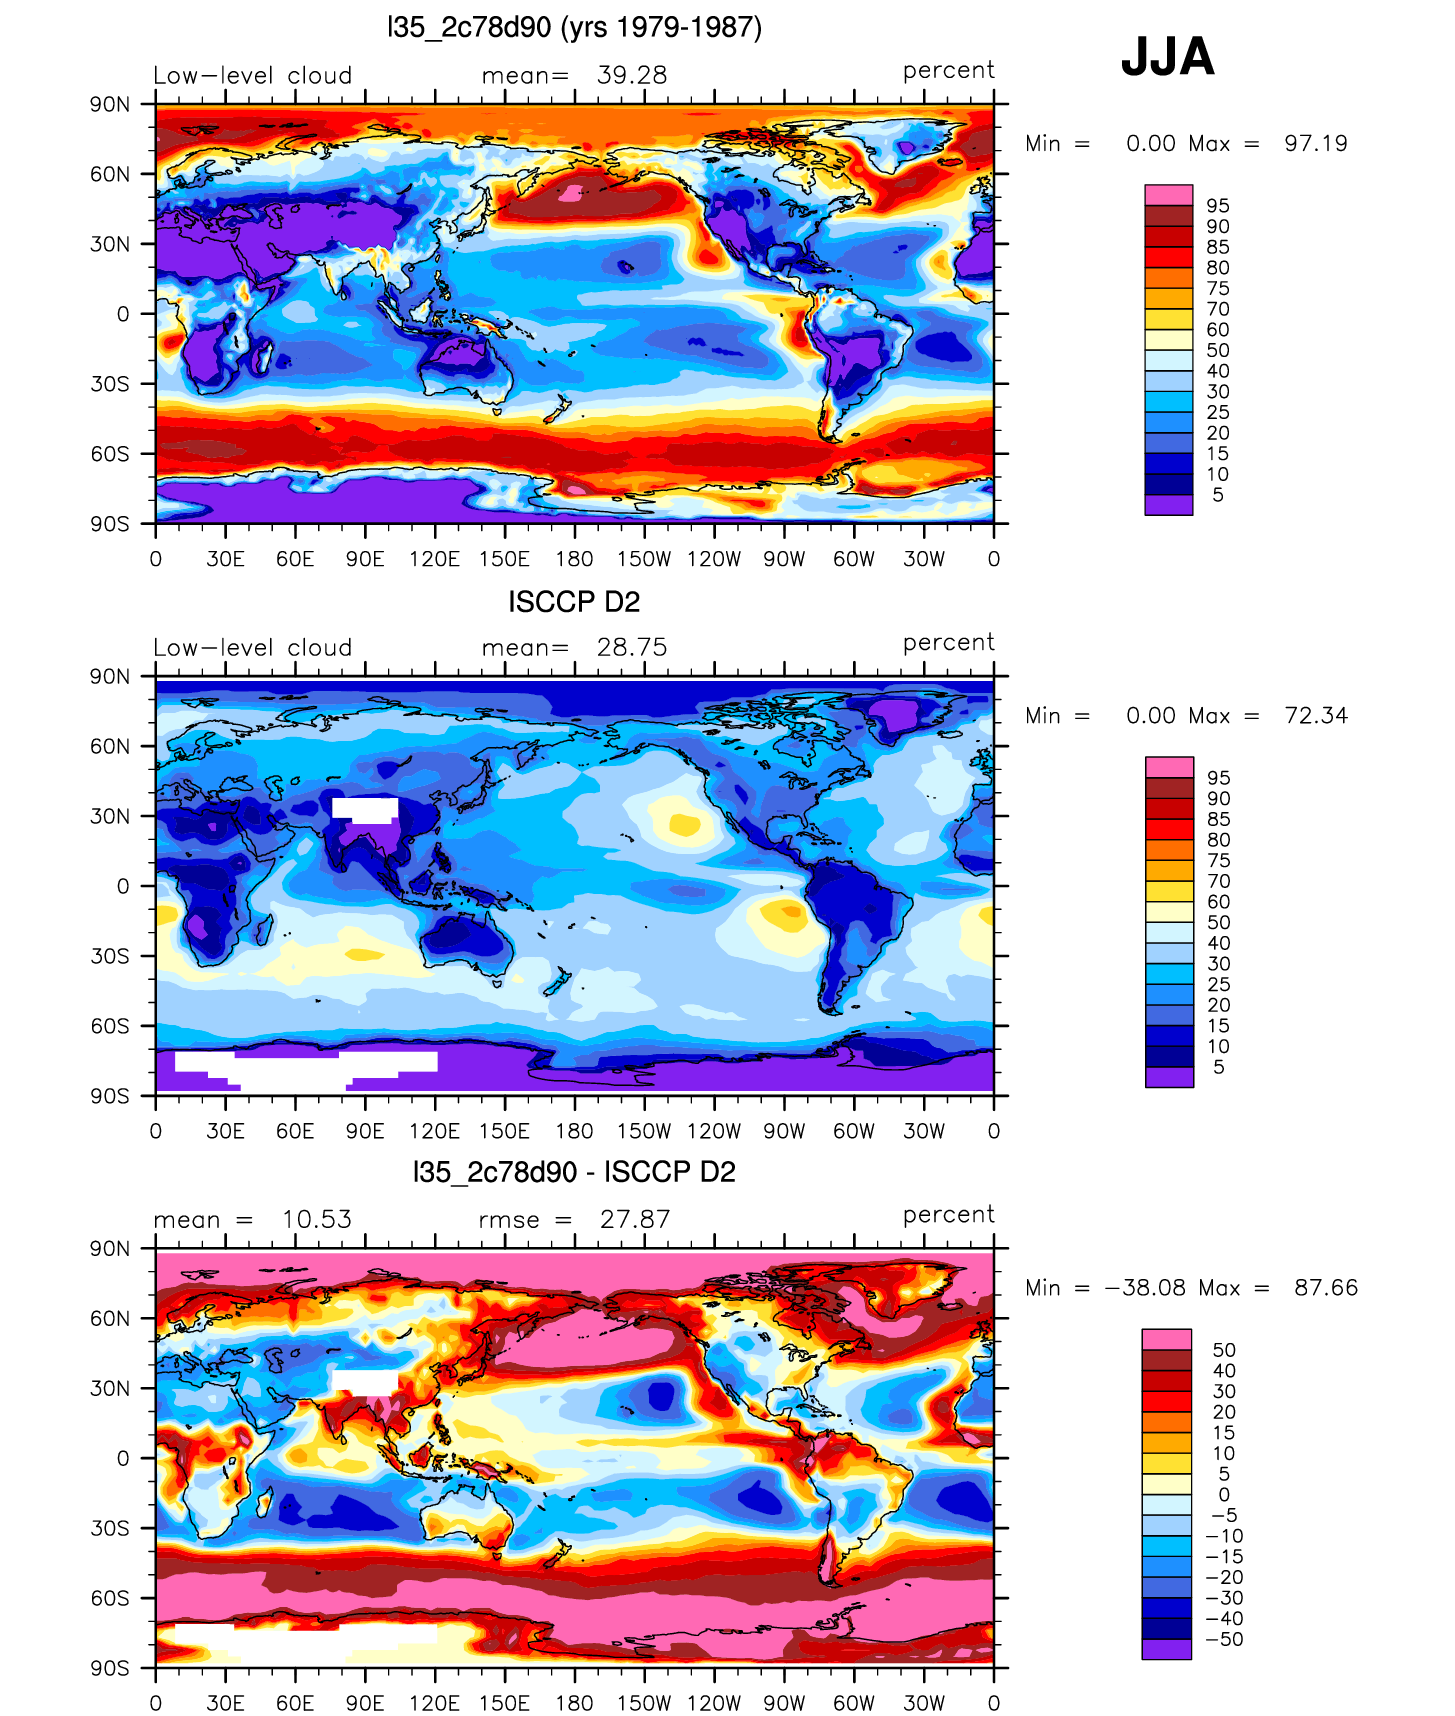 l35_2c78d90 (yrs 1979-1987)
JJA
Low-level cloud mean= 39.28 percent
Min = 0.00 Max = 97.19
90N
60N
30N
0
30S
60S
90S
0 30E 60E 90E 120E 150E 180 150W 120W 90W 60W 30W 0
95
90
85
80
75
70
60
50
40
30
25
20
15
10
5
ISCCP D2
Low-level cloud mean= 28.75 percent
Min = 0.00 Max = 72.34
90N
60N
30N
0
30S
60S
90S
0 30E 60E 90E 120E 150E 180 150W 120W 90W 60W 30W 0
95
90
85
80
75
70
60
50
40
30
25
20
15
10
5
l35_2c78d90 - ISCCP D2
mean = 10.53 rmse = 27.87 percent
Min = -38.08 Max = 87.66
90N
60N
30N
0
30S
60S
90S
0 30E 60E 90E 120E 150E 180 150W 120W 90W 60W 30W 0
50
40
30
20
15
10
5
0
-5
-10
-15
-20
-30
-40
-50